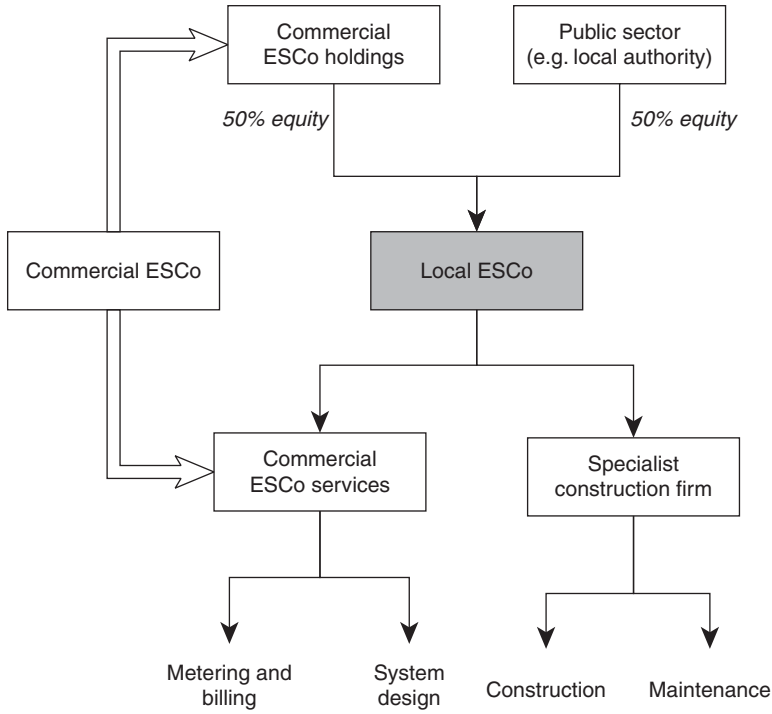 Commercial
ESCo holdings
Public sector
(e.g. local authority)
50% equity
50% equity
Commercial ESCo
Local ESCo
Commercial
ESCo services
Specialist
construction firm
Metering and
billing
System
design
Construction
Maintenance